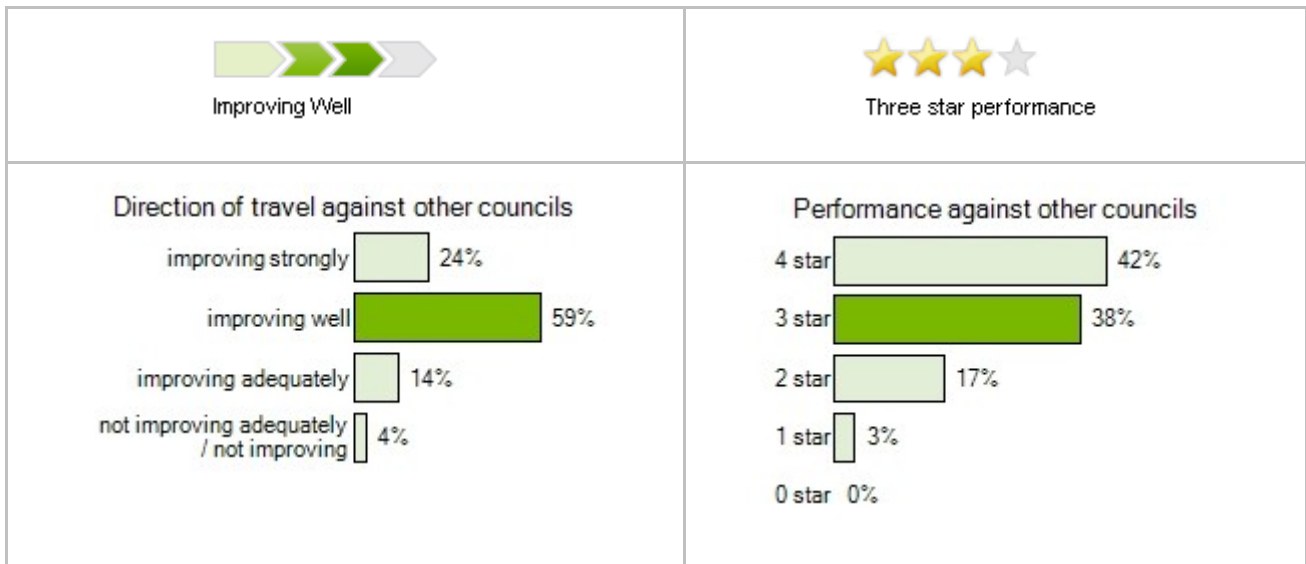 Improving Well
Three star performance
Direction of travel against other councils
improving strongly 24%
improving well 59%
improving adequately 14%
not improving adequately
/ not improving 4%
Performance against other councils
4 star 42%
3 star 38%
2 star 17%
1 star 3%
0 star 0%